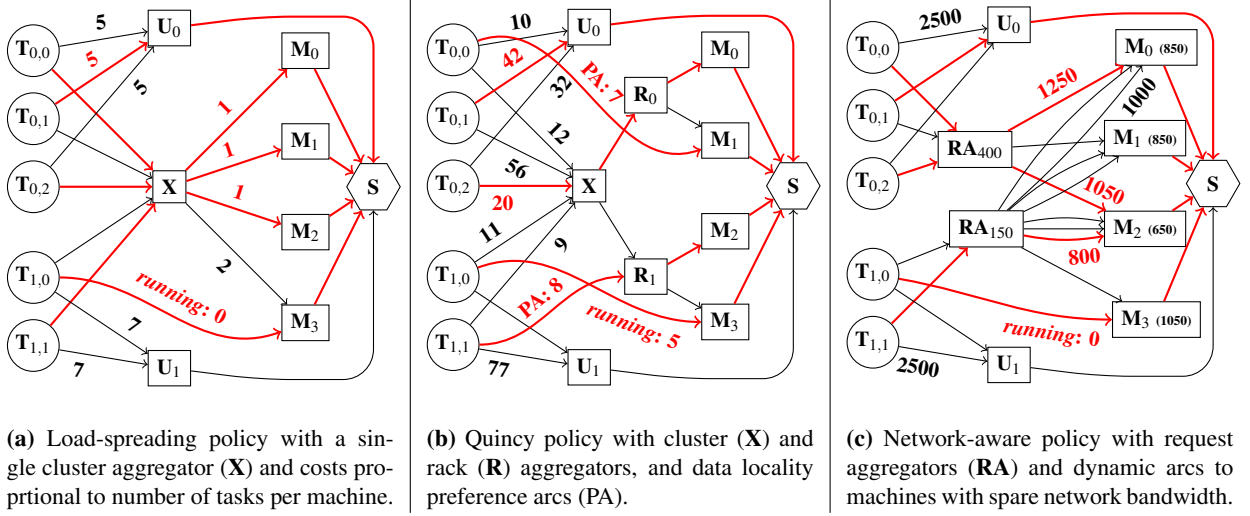 5
U0
T0,0
5
M0
1
T0,1
5
M1
1
T0,2
X
S
1
M2
2
T1,0
running: 0
M3
7
T1,1
7
U1
(a) Load-spreading policy with a sin-
gle cluster aggregator (X) and costs pro-
prtional to number of tasks per machine.
10
U0
T0,0
42
PA: 7
M0
32
R0
T0,1
12
M1
56
T0,2
20
X
S
11
9
M2
T1,0
R1
PA: 8
running: 5
M3
T1,1
77
U1
(b) Quincy policy with cluster (X) and
rack (R) aggregators, and data locality
preference arcs (PA).
2500
U0
T0,0
M0 (850)
1250
1000
T0,1
M1 (850)
RA400
T0,2
S
1050
RA150
M2 (650)
800
T1,0
running: 0
M3 (1050)
T1,1
2500
U1
(c) Network-aware policy with request
aggregators (RA) and dynamic arcs to
machines with spare network bandwidth.